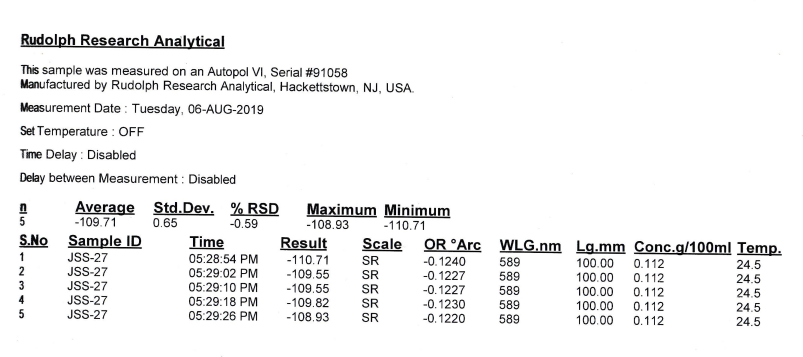 Rudolph Research Analytical
This sample was measured on an Autopol VI, Serial #91058
Manufactured by Rudolph Research Analytical, Hackettstown, NJ, USA.
Measurement Date : Tuesday, 06-AUG-2019
Set Temperature : OFF
Time Delay : Disabled
Delay between Measurement : Disabled
n Average Std.Dev. % RSD Maximum Minimum
5 -109.71 0.65 -0.59 -108.93 -110.71
S.No Sample ID Time Result Scale OR °Arc WLG.nm Lg.mm Conc.g/100ml Temp.
1 JSS-27 05:28:54 PM -110.71 SR -0.1240 589 100.00 0.112 24.5
2 JSS-27 05:29:02 PM -109.55 SR -0.1227 589 100.00 0.112 24.5
3 JSS-27 05:29:10 PM -109.55 SR -0.1227 589 100.00 0.112 24.5
4 JSS-27 05:29:18 PM -109.82 SR -0.1230 589 100.00 0.112 24.5
5 JSS-27 05:29:26 PM -108.93 SR -0.1220 589 100.00 0.112 24.5